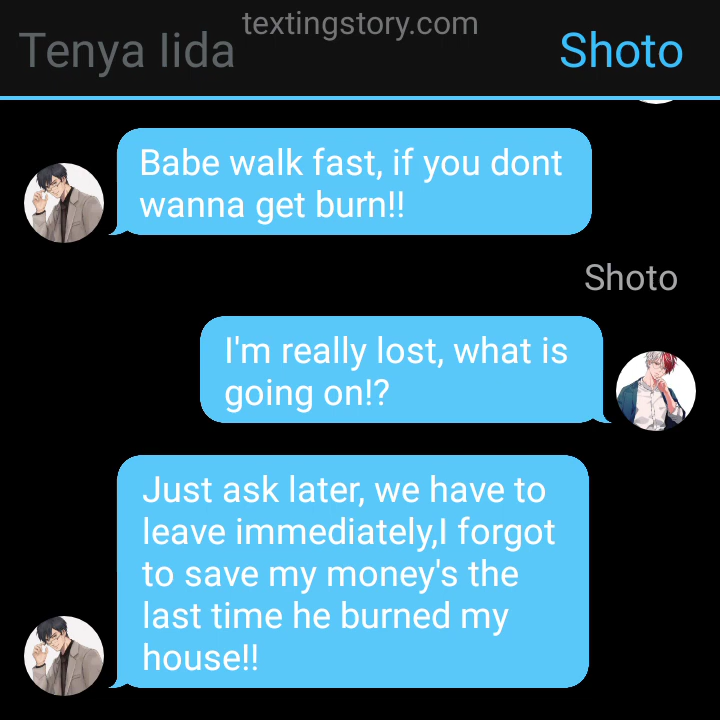 textingstory.com
Tenya Iida
Shoto
Babe walk fast, if you dont
wanna get burn!!
Shoto
I'm really lost, what is
going on!?
Just ask later, we have to
leave immediately,I forgot
to save my money's the
last time he burned my
house!!